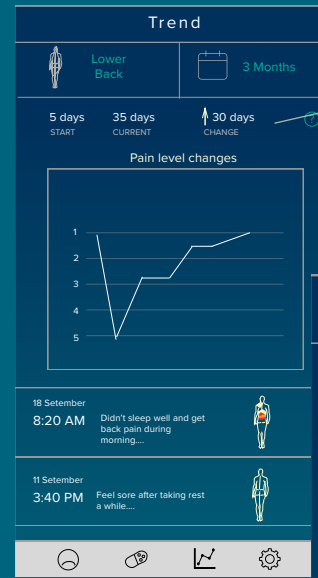 Trend
Lower
Back
3 Months
5 days
START
35 days
CURRENT
30 days
CHANGE
?
Pain level changes
1
2
3
4
5
18 Setember
8:20 AM
Didn't sleep well and get
back pain during
morning....
11 Setember
3:40 PM
Feel sore after taking rest
a while....